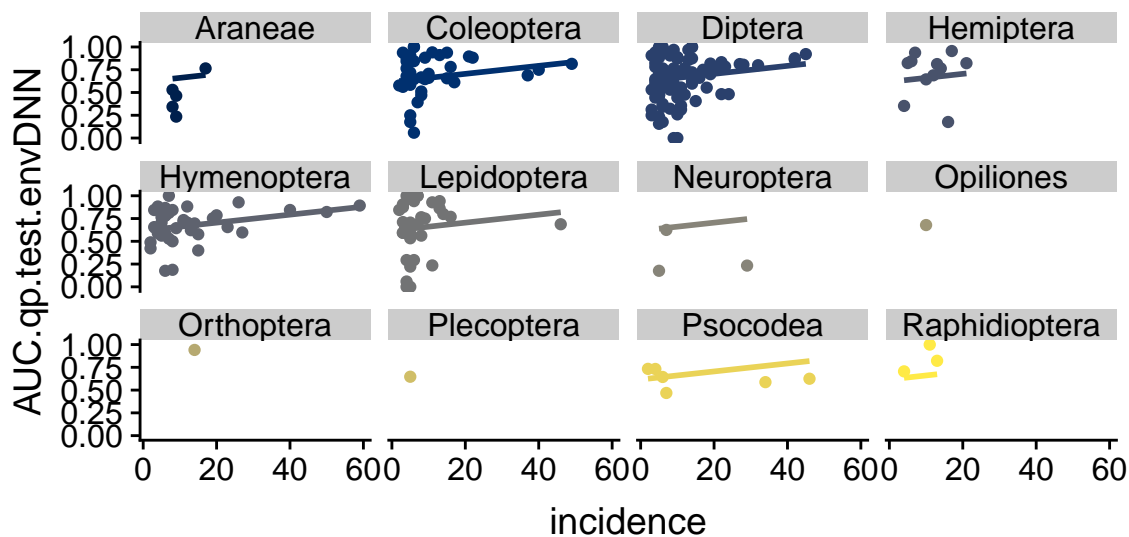 Araneae Coleoptera Diptera Hemiptera
1.00
0.75
0.50
0.25
0.00
Hymenoptera Lepidoptera Neuroptera Opiliones
1.00
0.75
0.50
0.25
0.00
Orthoptera Plecoptera Psocodea Raphidioptera
1.00
0.75
0.50
0.25
0.00
0 20 40 60 0 20 40 60 0 20 40 60 0 20 40 60
incidence
AUC.qp.test.envDNN